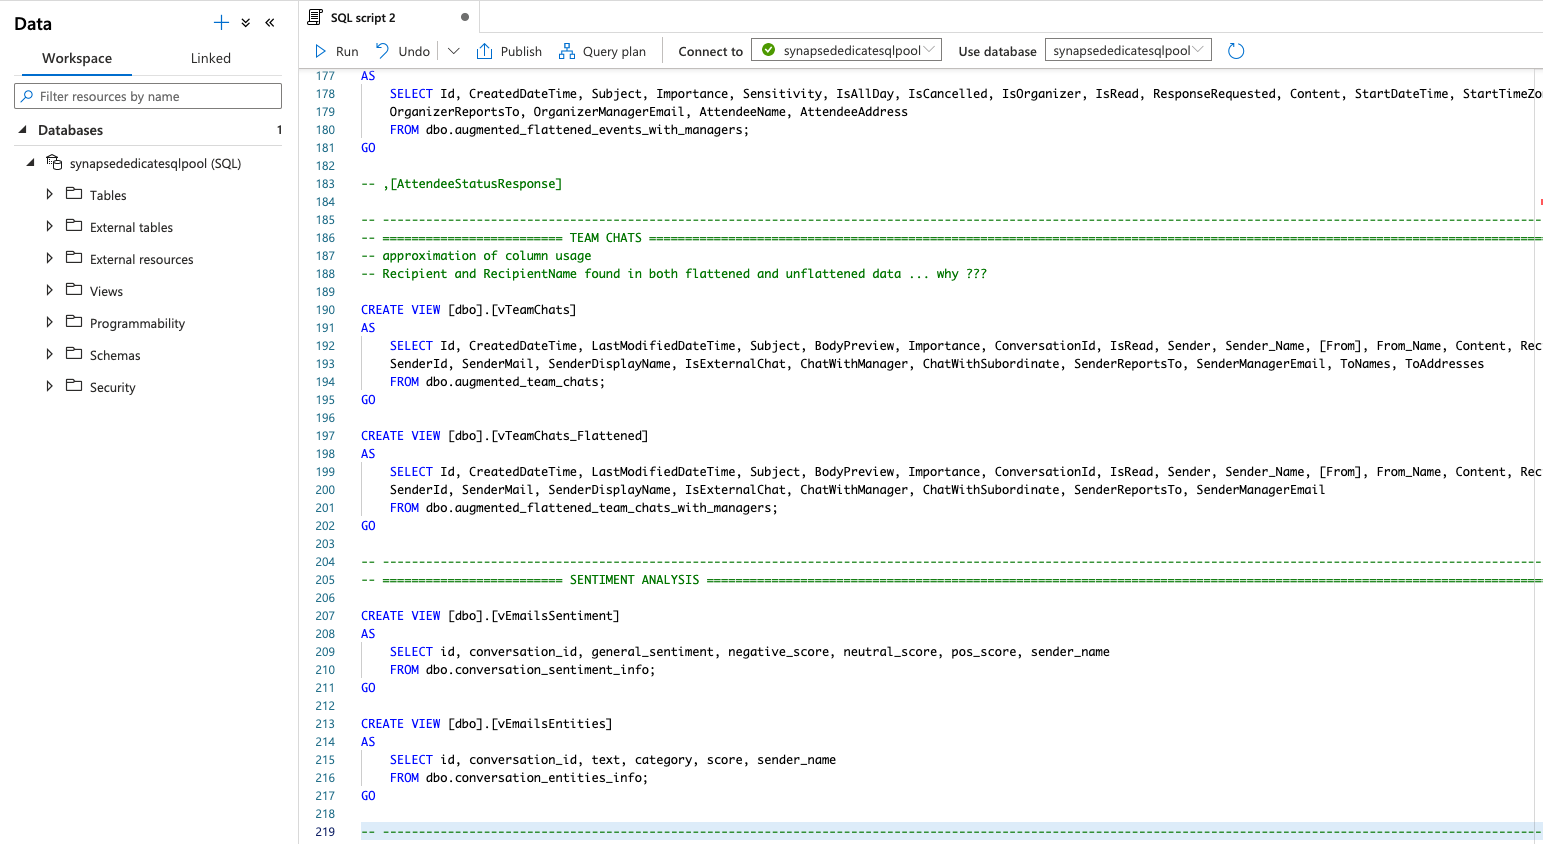 Data
Workspace
Linked
Filter resources by name
Databases
1
synapsededicatesqlpool (SQL)
Tables
External tables
External resources
Views
Programmability
Schemas
Security
SQL script 2
Run
Undo
Publish
Query plan
Connect to
synapsededicatesqlpool
Use database
synapsededicatesqlpool
177 AS
178 SELECT Id, CreatedDateTime, Subject, Importance, Sensitivity, IsAllDay, IsCancelled, IsOrganizer, IsRead, ResponseRequested, Content, StartDateTime, StartTimeZo
179 OrganizerReportsTo, OrganizerManagerEmail, AttendeeName, AttendeeAddress
180 FROM dbo.augmented_flattened_events_with_managers;
181 GO
182
183 -- ,[AttendeeStatusResponse]
184
185 -- ----------------------------------------------------------------------------------------------------------------------------------------------------------------
186 -- ========================= TEAM CHATS ============================================================================================================================
187 -- approximation of column usage
188 -- Recipient and RecipientName found in both flattened and unflattened data ... why ???
189
190 CREATE VIEW [dbo].[vTeamChats]
191 AS
192 SELECT Id, CreatedDateTime, LastModifiedDateTime, Subject, BodyPreview, Importance, ConversationId, IsRead, Sender, Sender_Name, [From], From_Name, Content, Rec
193 SenderId, SenderMail, SenderDisplayName, IsExternalChat, ChatWithManager, ChatWithSubordinate, SenderReportsTo, SenderManagerEmail, ToNames, ToAddresses
194 FROM dbo.augmented_team_chats;
195 GO
196
197 CREATE VIEW [dbo].[vTeamChats_Flattened]
198 AS
199 SELECT Id, CreatedDateTime, LastModifiedDateTime, Subject, BodyPreview, Importance, ConversationId, IsRead, Sender, Sender_Name, [From], From_Name, Content, Rec
200 SenderId, SenderMail, SenderDisplayName, IsExternalChat, ChatWithManager, ChatWithSubordinate, SenderReportsTo, SenderManagerEmail
201 FROM dbo.augmented_flattened_team_chats_with_managers;
202 GO
203
204 -- ----------------------------------------------------------------------------------------------------------------------------------------------------------------
205 -- ========================= SENTIMENT ANALYSIS ====================================================================================================================
206
207 CREATE VIEW [dbo].[vEmailsSentiment]
208 AS
209 SELECT id, conversation_id, general_sentiment, negative_score, neutral_score, pos_score, sender_name
210 FROM dbo.conversation_sentiment_info;
211 GO
212
213 CREATE VIEW [dbo].[vEmailsEntities]
214 AS
215 SELECT id, conversation_id, text, category, score, sender_name
216 FROM dbo.conversation_entities_info;
217 GO
218
219 -- ----------------------------------------------------------------------------------------------------------------------------------------------------------------